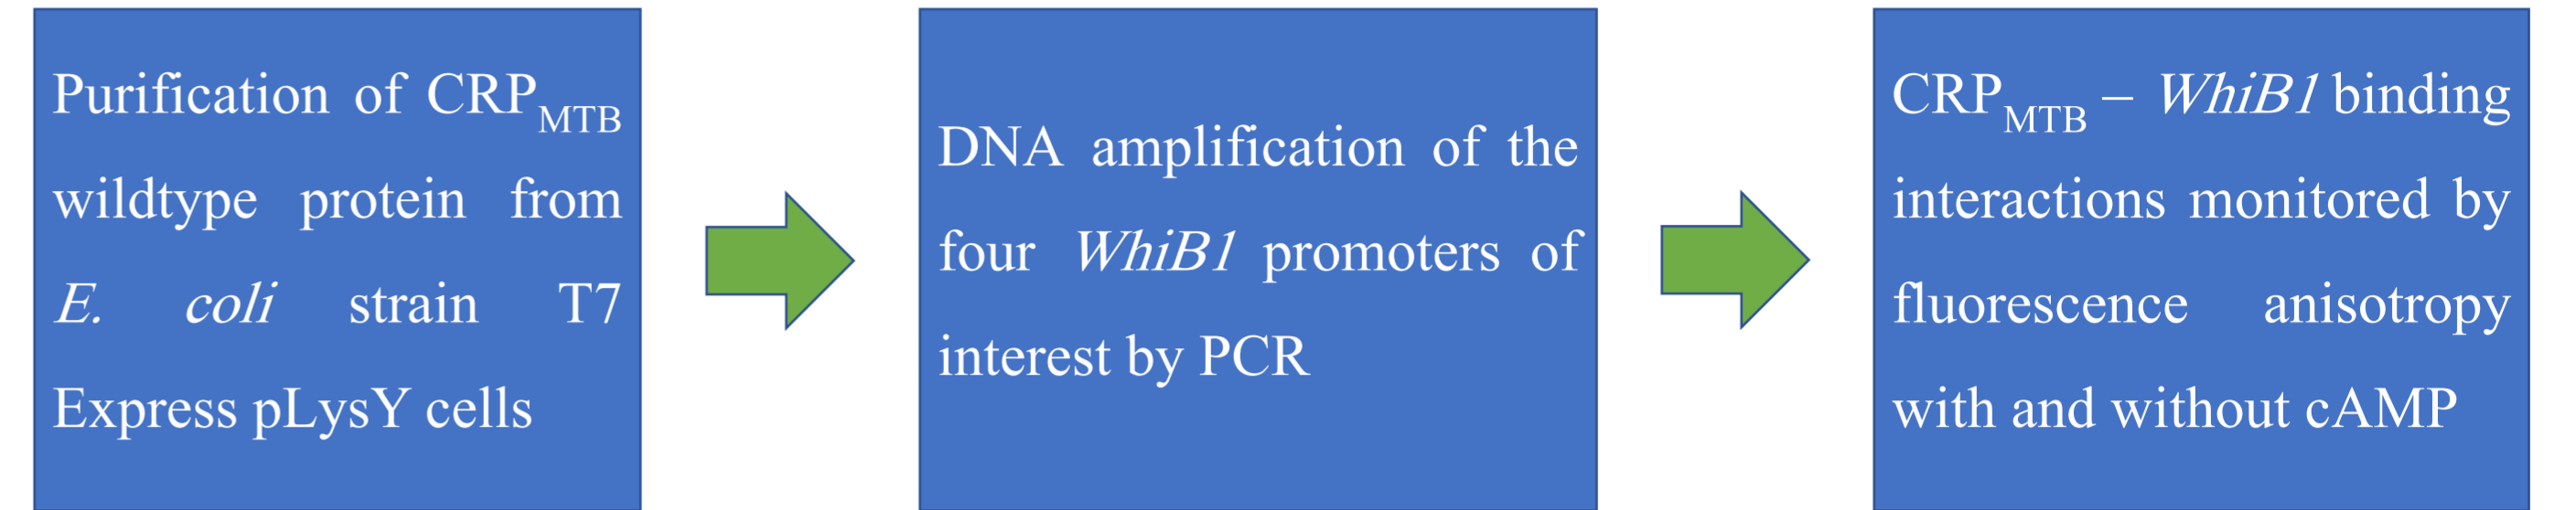 Purification of CRPMTB
wildtype protein from
E. coli strain T7
Express pLysY cells
DNA amplification of the
four WhiB1 promoters of
interest by PCR
CRPMTB – WhiB1 binding
interactions monitored by
fluorescence anisotropy
with and without cAMP